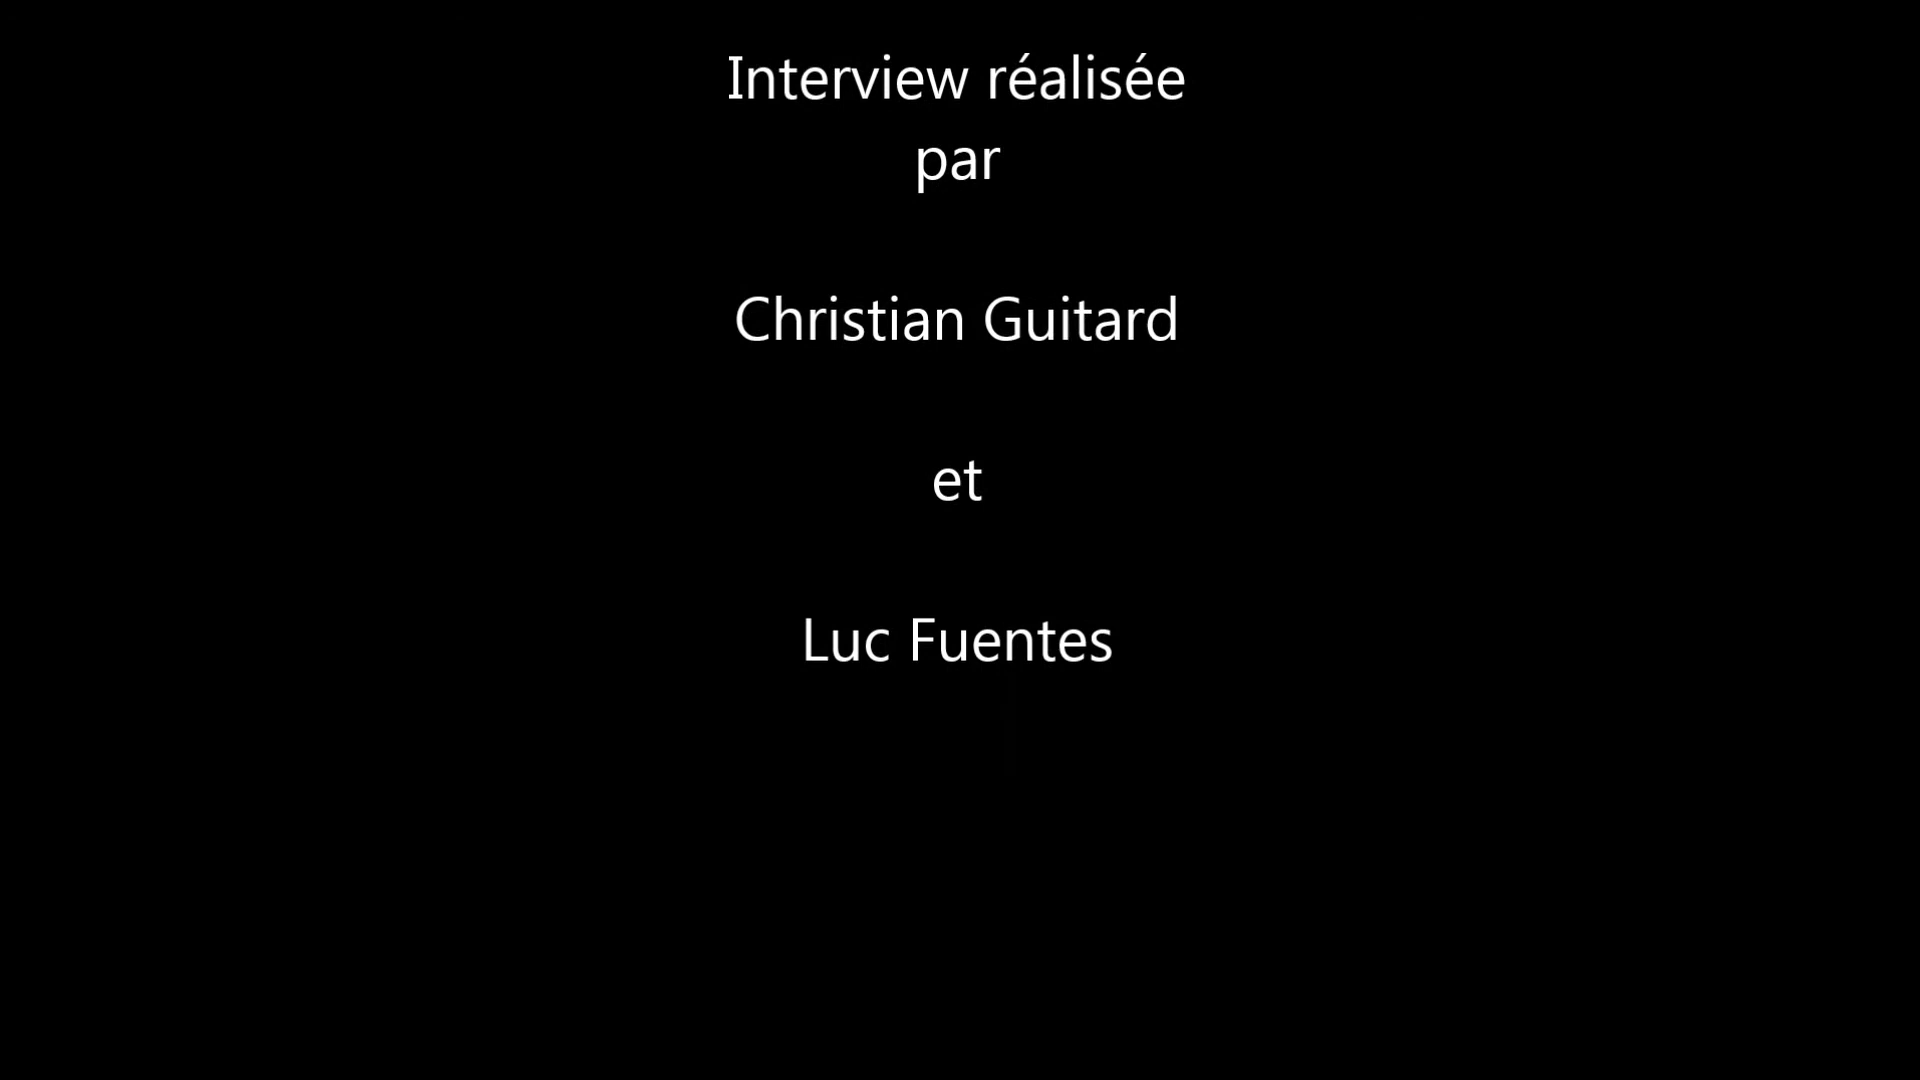 Interview réalisée
par
Christian Guitard
et
Luc Fuentes